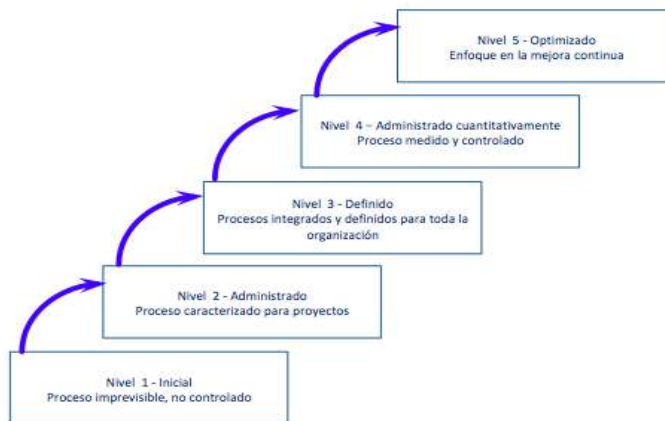 Nivel 5 - Optimizado
Enfoque en la mejora continua
Nivel 4 – Administrado cuantitativamente
Proceso medido y controlado
Nivel 3 - Definido
Procesos integrados y definidos para toda la
organización
Nivel 2 - Administrado
Proceso caracterizado para proyectos
Nivel 1 - Inicial
Proceso imprevisible, no controlado